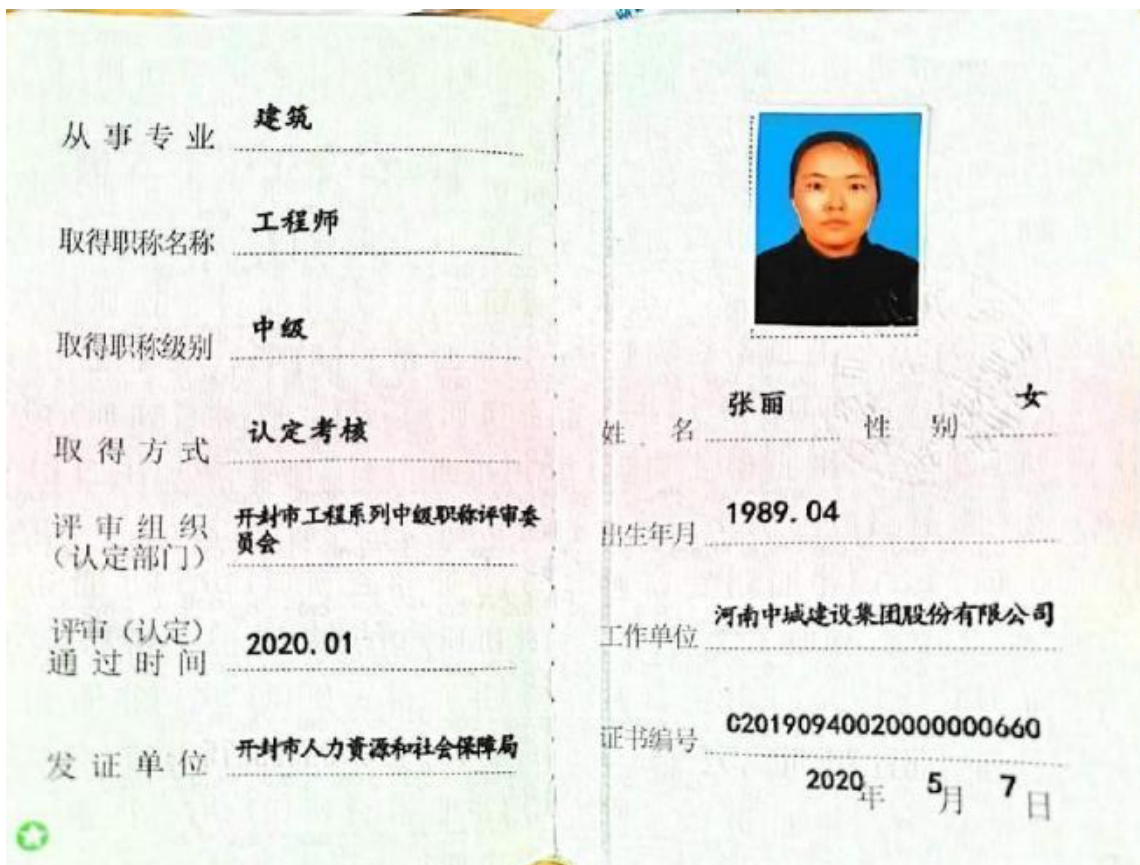 从事专业 建筑
取得职称名称 工程师
取得职称级别 中级
取得方式 认定考核
评审组织
(认定部门) 开封市工程系列中级职称评审委
员会
评审(认定)
通过时间 2020.01
发证单位 开封市人力资源和社会保障局
姓名 张丽 性别 女
出生年月 1989.04
工作单位 河南中城建设集团股份有限公司
证书编号 C20190940020000000660
2020年 5月 7日